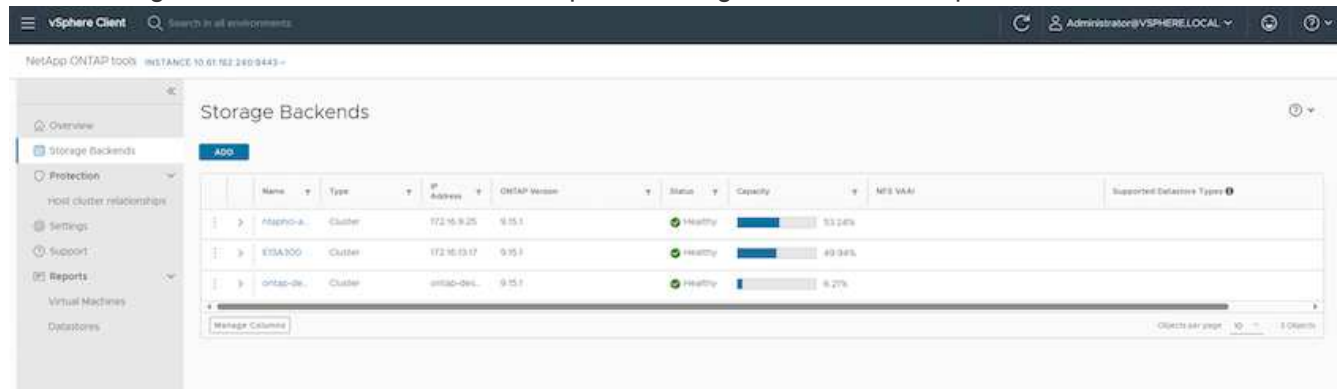 vSphere Client
Search in all environments
Administrator@VSPHERE.LOCAL
NetApp ONTAP tools INSTANCE 10.61.182.240:8443
Storage Backends
Overview
Storage Backends
ADD
Protection
Host cluster relationships
Name Type IP Address ONTAP Version Status Capacity NFS VAAI Supported Datastore Types
Settings
Cluster 172.16.9.25 9.15.1 Healthy 53.24%
Support
E13A300 Cluster 172.16.13.17 9.15.1 Healthy 49.94%
Reports
ontap-de... Cluster ontap-des... 9.15.1 Healthy 6.21%
Virtual Machines
Datastores
Manage Columns
Objects per page 10 3 Objects